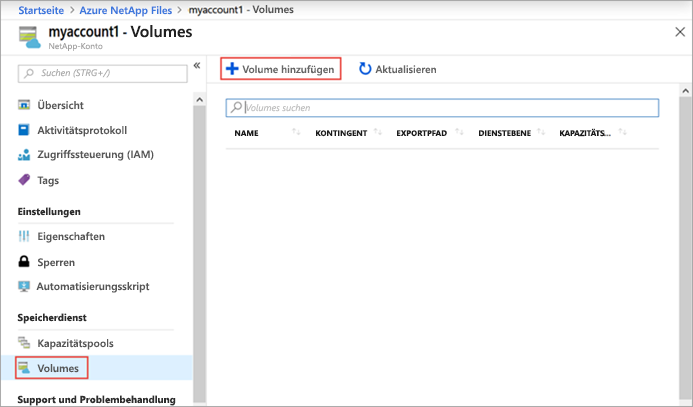 Startseite > Azure NetApp Files > myaccount1 - Volumes
myaccount1 - Volumes
NetApp-Konto
Suchen (STRG+/)
Übersicht
Aktivitätsprotokoll
Zugriffssteuerung (IAM)
Tags
Einstellungen
Eigenschaften
Sperren
Automatisierungsskript
Speicherdienst
Kapazitätspools
Volumes
Support und Problembehandlung
Volume hinzufügen Aktualisieren
Volumes suchen
NAME KONTINGENT EXPORTPFAD DIENSTEBENE KAPAZITÄTS...